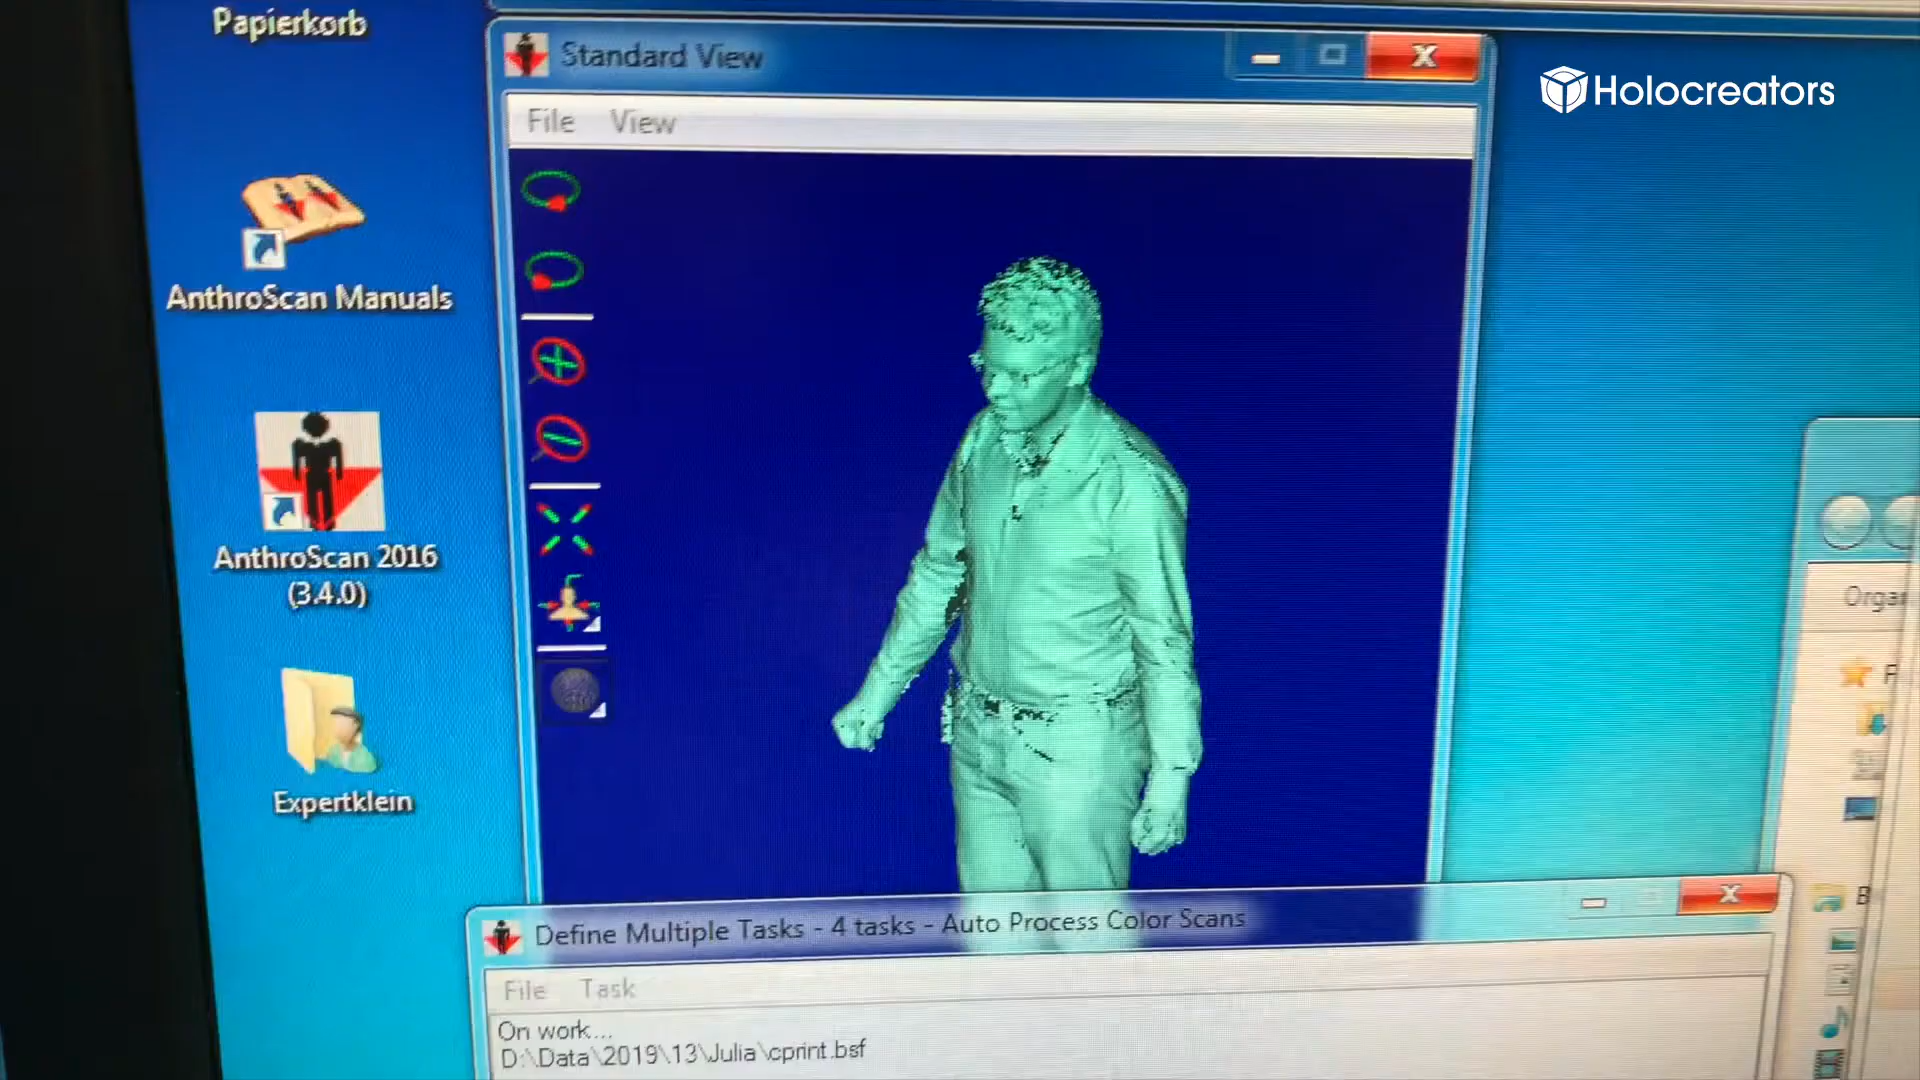 Papierkorb
Standard View
Holocreators
File View
AnthroScan Manuals
AnthroScan 2016
(3.4.0)
Expertklein
Define Multiple Tasks - 4 tasks - Auto Process Color Scans
File Task
On work...
D:\Data\2019\13\Julia\cprint.bsf